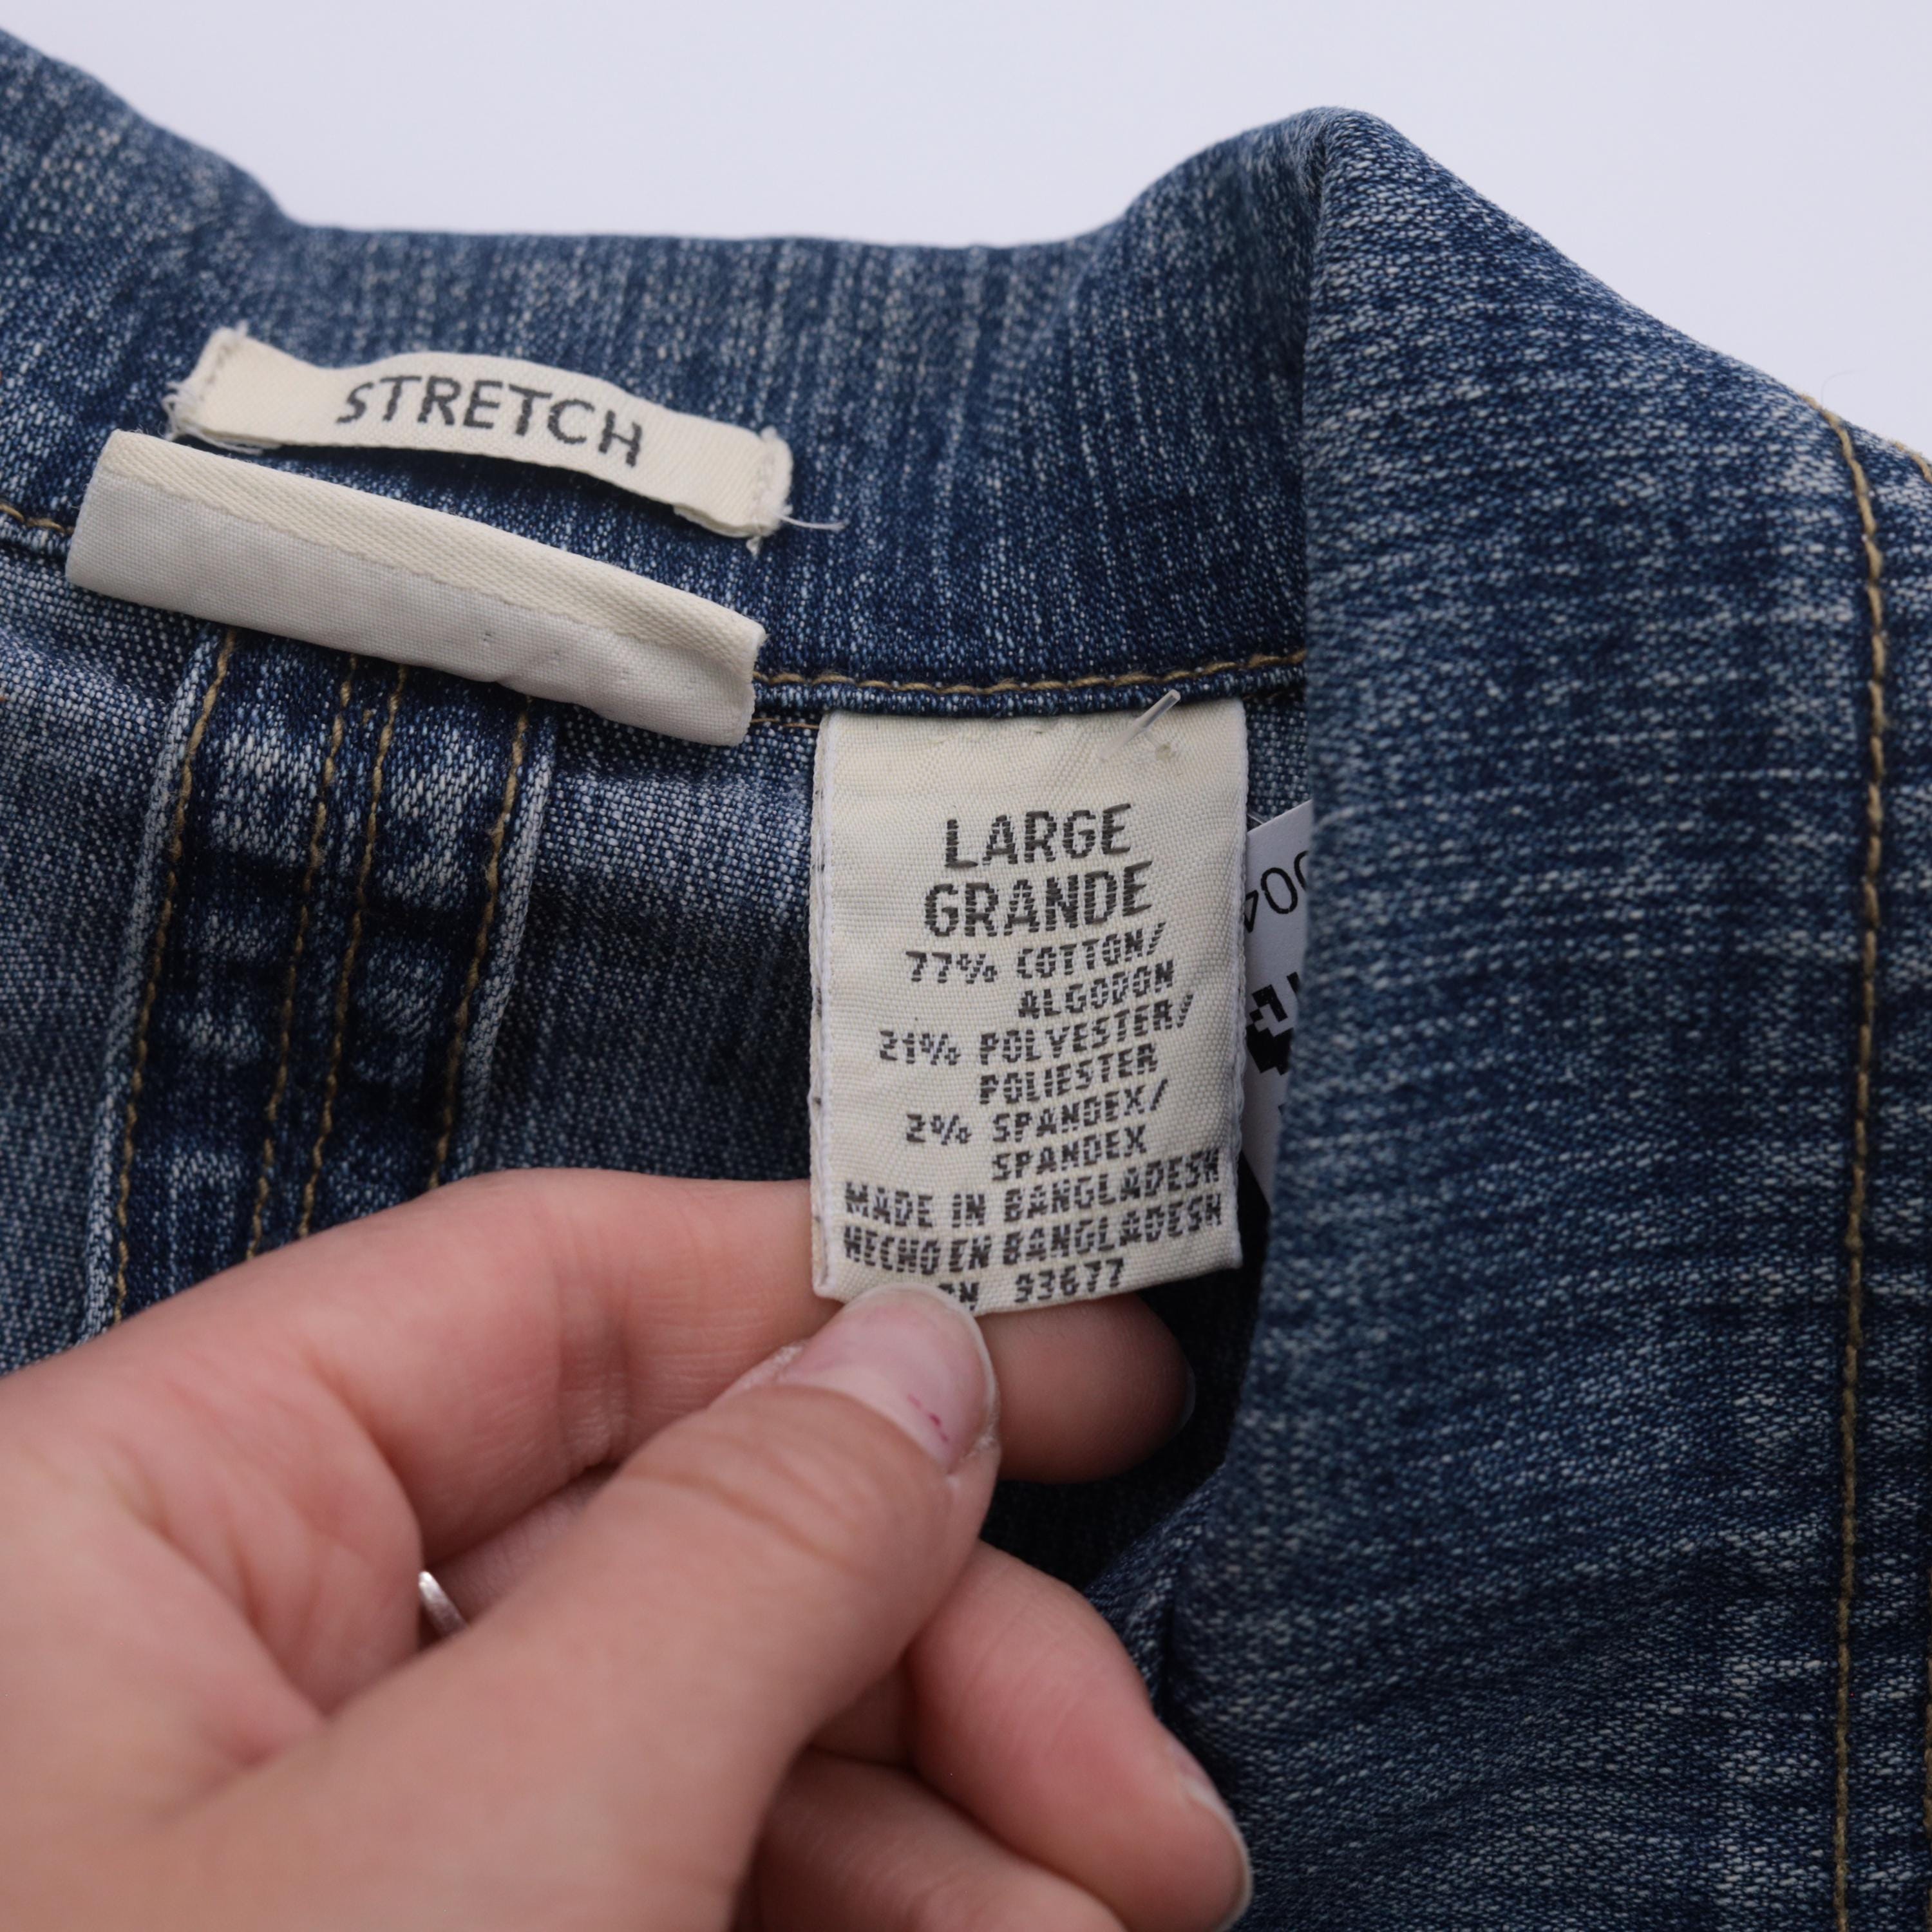 STRETCH
LARGE
GRANDE
77% COTTON/
ALGODON
21% POLYESTER/
POLIESTER
2% SPANDEX/
SPANDEX
MADE IN BANGLADESH
HECHO EN BANGLADESH
93677